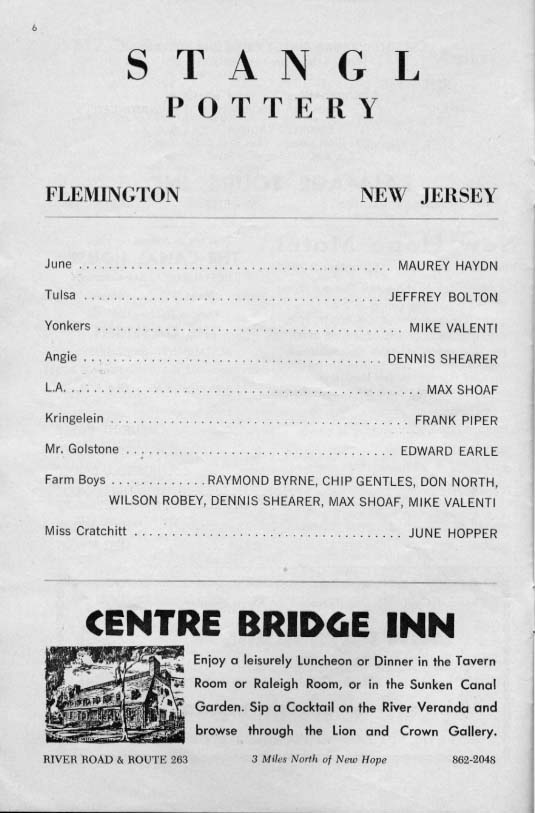 6
STANGL
POTTERY
FLEMINGTON NEW JERSEY
June . . . . . . . . . . . . . . . . . . . . MAUREY HAYDN
Tulsa . . . . . . . . . . . . . . . . . . . . JEFFREY BOLTON
Yonkers . . . . . . . . . . . . . . . . . . . . MIKE VALENTI
Angie . . . . . . . . . . . . . . . . . . . . DENNIS SHEARER
L.A. . . . . . . . . . . . . . . . . . . . . MAX SHOAF
Kringelein . . . . . . . . . . . . . . . . . . . . FRANK PIPER
Mr. Golstone . . . . . . . . . . . . . . . . . . . . EDWARD EARLE
Farm Boys . . . . . . . . . . . . . RAYMOND BYRNE, CHIP GENTLES, DON NORTH,
WILSON ROBEY, DENNIS SHEARER, MAX SHOAF, MIKE VALENTI
Miss Cratchitt . . . . . . . . . . . . . . . . . . . . JUNE HOPPER
CENTRE BRIDGE INN
Enjoy a leisurely Luncheon or Dinner in the Tavern
Room or Raleigh Room, or in the Sunken Canal
Garden. Sip a Cocktail on the River Veranda and
browse through the Lion and Crown Gallery.
RIVER ROAD & ROUTE 263 3 Miles North of New Hope 862-2048